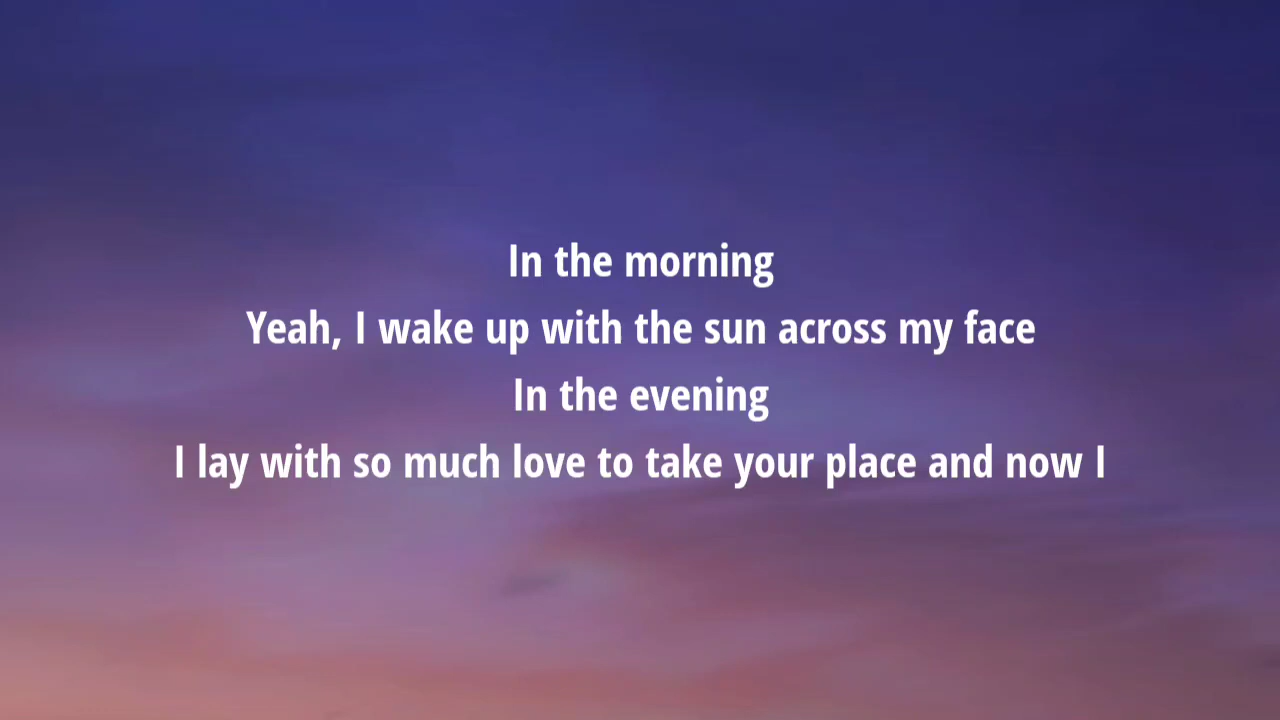 In the morning
Yeah, I wake up with the sun across my face
In the evening
I lay with so much love to take your place and now I